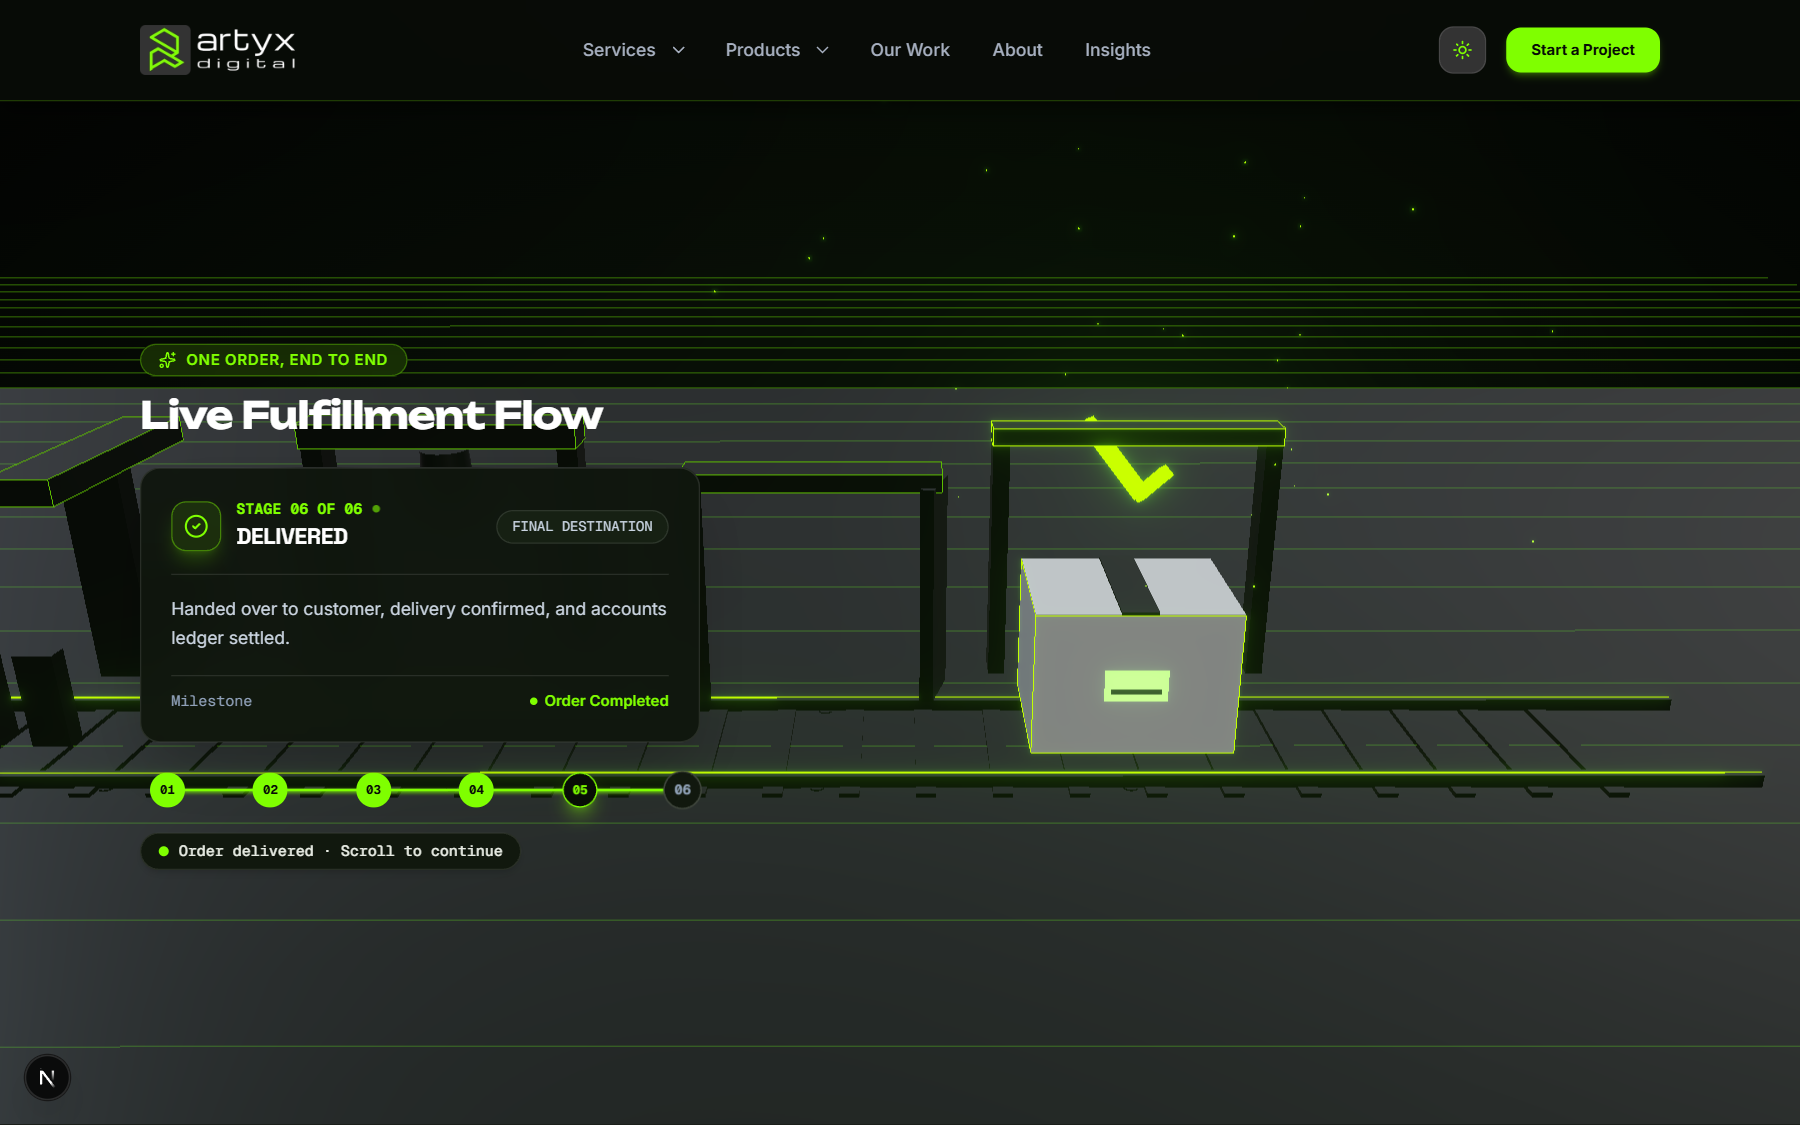 artyx
digital
Services
Products
Our Work
About
Insights
Start a Project
ONE ORDER, END TO END
Live Fulfillment Flow
STAGE 06 OF 06
DELIVERED
FINAL DESTINATION
Handed over to customer, delivery confirmed, and accounts
ledger settled.
Milestone
Order Completed
01
02
03
04
05
06
Order delivered · Scroll to continue
N